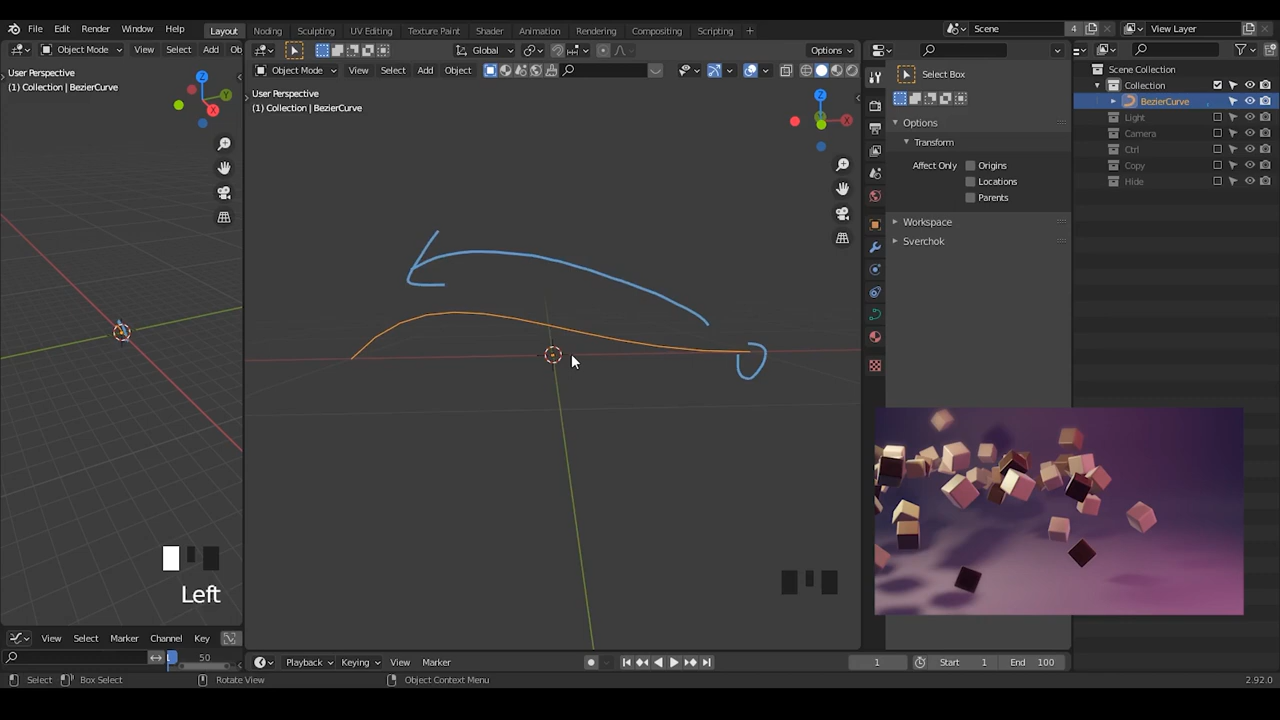 File Edit Render Window Help Layout Noding Sculpting UV Editing Texture Paint Shader Animation Rendering Compositing Scripting + Scene 4 View Layer
Object Mode View Select Add Ob Global Options
User Perspective
(1) Collection | BezierCurve
X
Y
Z
Object Mode View Select Add Object
User Perspective
(1) Collection | BezierCurve
X
Z
Select Box
Options
Transform
Affect Only Origins
Locations
Parents
Workspace
Sverchok
Scene Collection
Collection
BezierCurve
Light
Camera
Ctrl
Copy
Hide
Left
View Select Marker Channel Key
50
Playback Keying View Marker 1 Start 1 End 100
Select Box Select Rotate View Object Context Menu 2.92.0